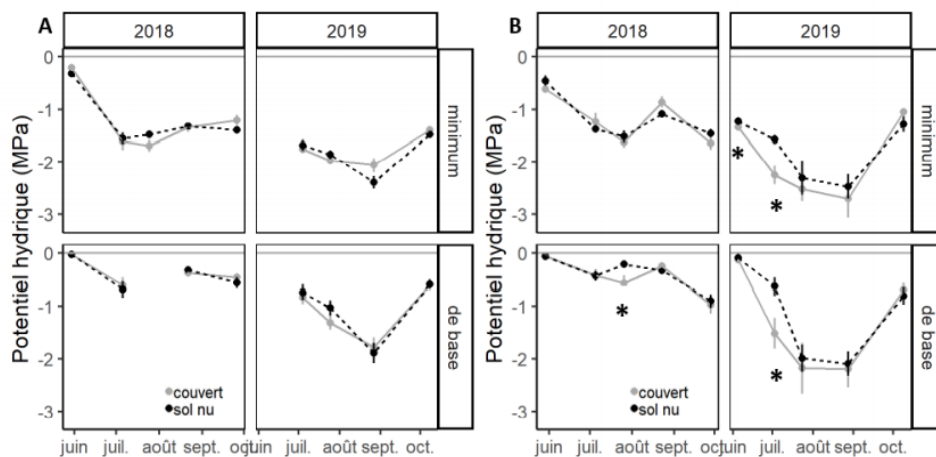 A
2018
2019
B
2018
2019
Potentiel hydrique (MPa)
0
-1
-2
-3
minimum
Potentiel hydrique (MPa)
0
-1
-2
-3
*
*
minimum
0
-1
-2
-3
couvert
sol nu
de base
0
-1
-2
-3
*
couvert
sol nu
*
de base
juin juil. août sept. oct. juin juil. août sept. oct.
juin juil. août sept. oct. juin juil. août sept. oct.